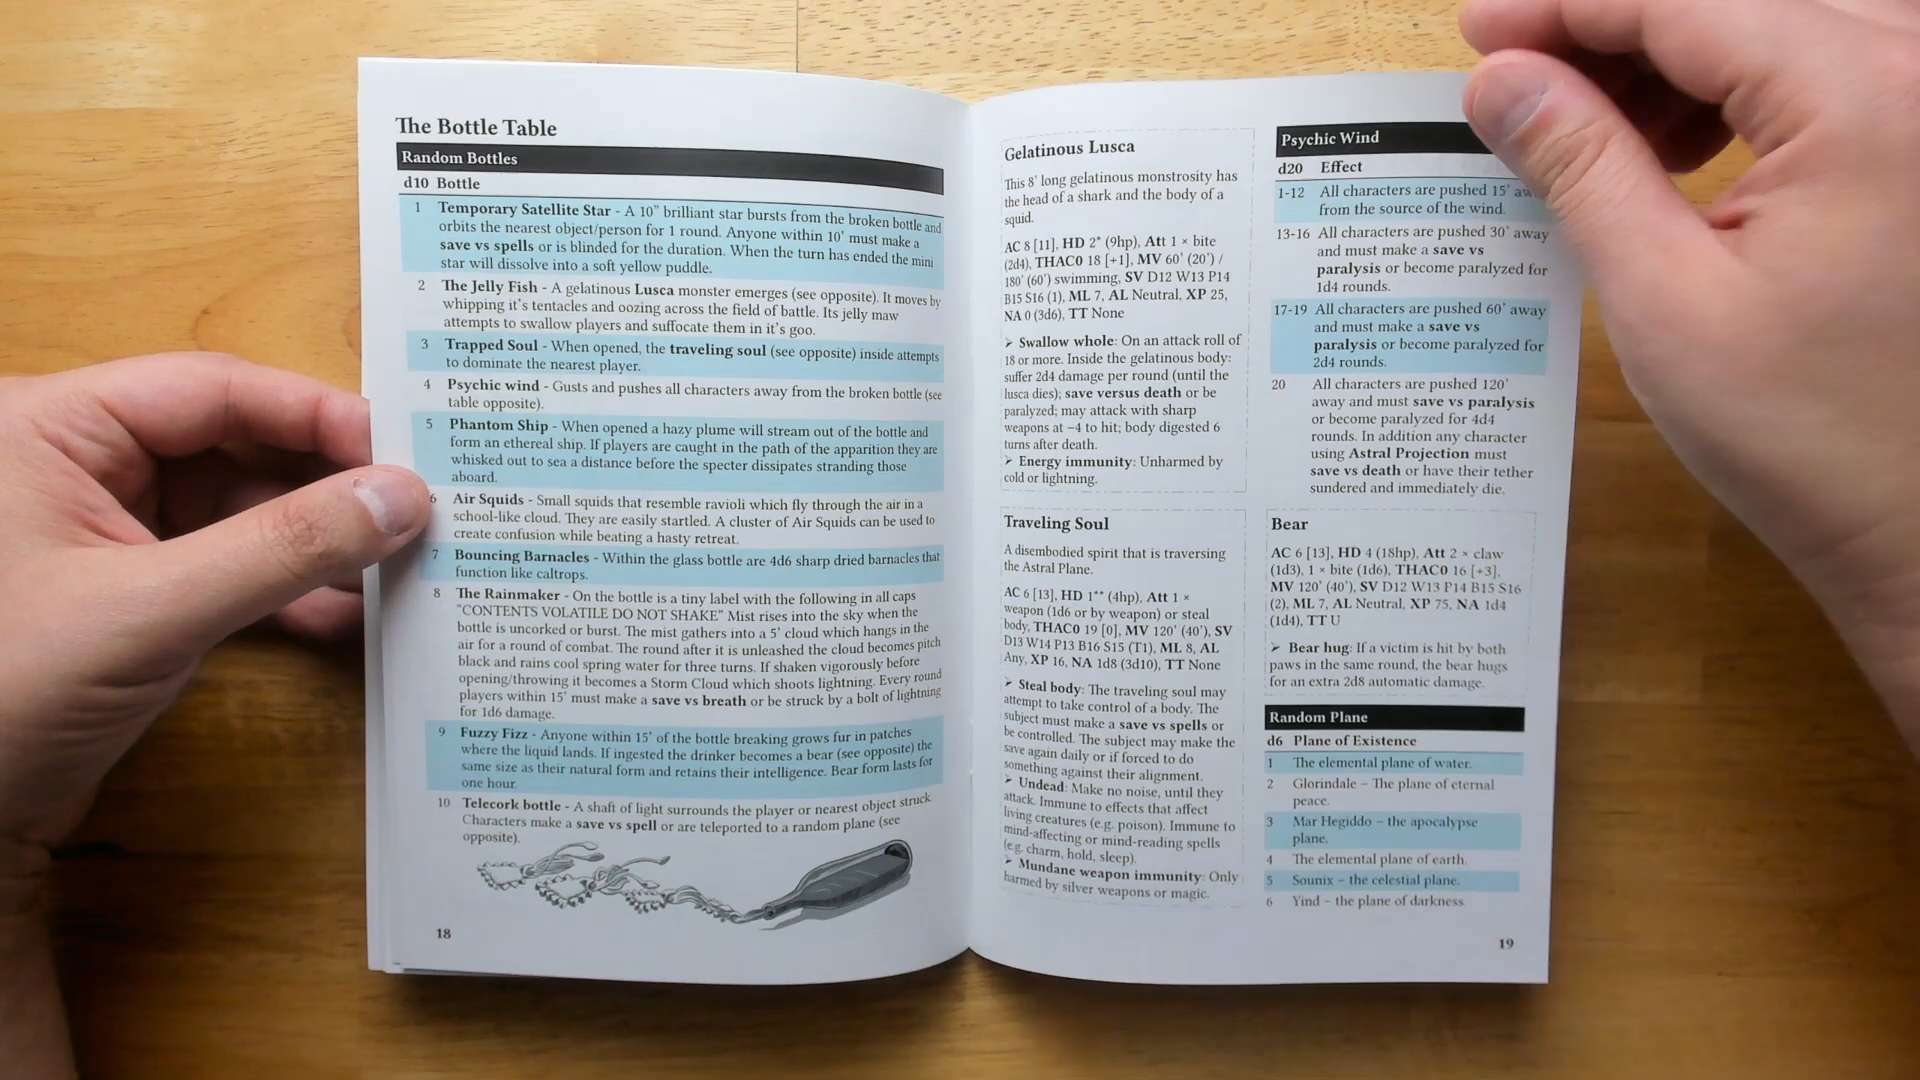 The Bottle Table
Random Bottles
d10 Bottle
1 Temporary Satellite Star - A 10" brilliant star bursts from the broken bottle and
orbits the nearest object/person for 1 round. Anyone within 10' must make a
save vs spells or is blinded for the duration. When the turn has ended the mini
star will dissolve into a soft yellow puddle.
2 The Jelly Fish - A gelatinous Lusca monster emerges (see opposite). It moves by
whipping it's tentacles and oozing across the field of battle. Its jelly maw
attempts to swallow players and suffocate them in it's goo.
3 Trapped Soul - When opened, the traveling soul (see opposite) inside attempts
to dominate the nearest player.
4 Psychic wind - Gusts and pushes all characters away from the broken bottle (see
table opposite).
5 Phantom Ship - When opened a hazy plume will stream out of the bottle and
form an ethereal ship. If players are caught in the path of the apparition they are
whisked out to sea a distance before the specter dissipates stranding those
aboard.
6 Air Squids - Small squids that resemble ravioli which fly through the air in a
school-like cloud. They are easily startled. A cluster of Air Squids can be used to
create confusion while beating a hasty retreat.
7 Bouncing Barnacles - Within the glass bottle are 4d6 sharp dried barnacles that
function like caltrops.
8 The Rainmaker - On the bottle is a tiny label with the following in all caps
"CONTENTS VOLATILE DO NOT SHAKE" Mist rises into the sky when the
bottle is uncorked or burst. The mist gathers into a 5' cloud which hangs in the
air for a round of combat. The round after it is unleashed the cloud becomes pitch
black and rains cool spring water for three turns. If shaken vigorously before
opening/throwing it becomes a Storm Cloud which shoots lightning. Every round
players within 15' must make a save vs breath or be struck by a bolt of lightning
for 1d6 damage.
9 Fuzzy Fizz - Anyone within 15' of the bottle breaking grows fur in patches
where the liquid lands. If ingested the drinker becomes a bear (see opposite) the
same size as their natural form and retains their intelligence. Bear form lasts for
one hour.
10 Telecork bottle - A shaft of light surrounds the player or nearest object struck.
Characters make a save vs spell or are teleported to a random plane (see
opposite).
18
Gelatinous Lusca
This 8' long gelatinous monstrosity has
the head of a shark and the body of a
squid.
AC 8 [11], HD 2* (9hp), Att 1 × bite
(2d4), THAC0 18 [+1], MV 60' (20') /
180' (60') swimming, SV D12 W13 P14
B15 S16 (1), ML 7, AL Neutral, XP 25,
NA 0 (3d6), TT None
➤ Swallow whole: On an attack roll of
18 or more. Inside the gelatinous body:
suffer 2d4 damage per round (until the
lusca dies); save versus death or be
paralyzed; may attack with sharp
weapons at −4 to hit; body digested 6
turns after death.
➤ Energy immunity: Unharmed by
cold or lightning.
Traveling Soul
A disembodied spirit that is traversing
the Astral Plane.
AC 6 [13], HD 1** (4hp), Att 1 ×
weapon (1d6 or by weapon) or steal
body, THAC0 19 [0], MV 120' (40'), SV
D13 W14 P13 B16 S15 (T1), ML 8, AL
Any, XP 16, NA 1d8 (3d10), TT None
➤ Steal body: The traveling soul may
attempt to take control of a body. The
subject must make a save vs spells or
be controlled. The subject may make the
save again daily or if forced to do
something against their alignment.
➤ Undead: Make no noise, until they
attack. Immune to effects that affect
living creatures (e.g. poison). Immune to
mind-affecting or mind-reading spells
(e.g. charm, hold, sleep).
➤ Mundane weapon immunity: Only
harmed by silver weapons or magic.
Psychic Wind
d20 Effect
1-12 All characters are pushed 15'
from the source of the wind.
13-16 All characters are pushed 30' away
and must make a save vs
paralysis or become paralyzed for
1d4 rounds.
17-19 All characters are pushed 60' away
and must make a save vs
paralysis or become paralyzed for
2d4 rounds.
20 All characters are pushed 120'
away and must save vs paralysis
or become paralyzed for 4d4
rounds. In addition any character
using Astral Projection must
save vs death or have their tether
sundered and immediately die.
Bear
AC 6 [13], HD 4 (18hp), Att 2 × claw
(1d3), 1 × bite (1d6), THAC0 16 [+3],
MV 120' (40'), SV D12 W13 P14 B15 S16
(2), ML 7, AL Neutral, XP 75, NA 1d4
(1d4), TT U
➤ Bear hug: If a victim is hit by both
paws in the same round, the bear hugs
for an extra 2d8 automatic damage.
Random Plane
d6 Plane of Existence
1 The elemental plane of water.
2 Glorindale – The plane of eternal
peace.
3 Mar Hegiddo – the apocalypse
plane.
4 The elemental plane of earth.
5 Sounix – the celestial plane.
6 Yind – the plane of darkness.
19